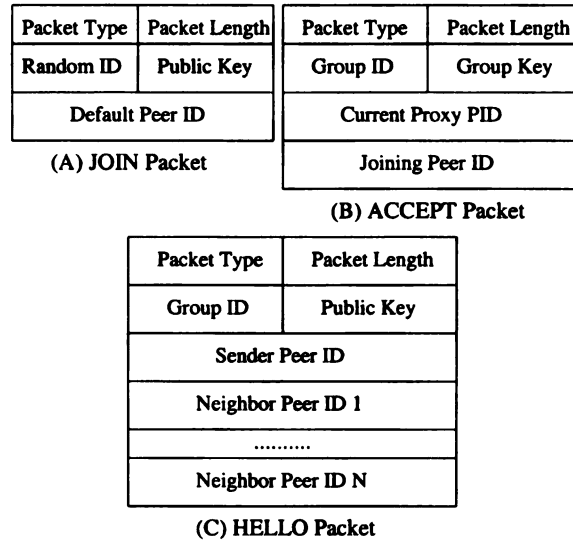 Packet Type Packet Length
Random ID Public Key
Default Peer ID
(A) JOIN Packet
Packet Type Packet Length
Group ID Group Key
Current Proxy PID
Joining Peer ID
(B) ACCEPT Packet
Packet Type Packet Length
Group ID Public Key
Sender Peer ID
Neighbor Peer ID 1
..........
Neighbor Peer ID N
(C) HELLO Packet